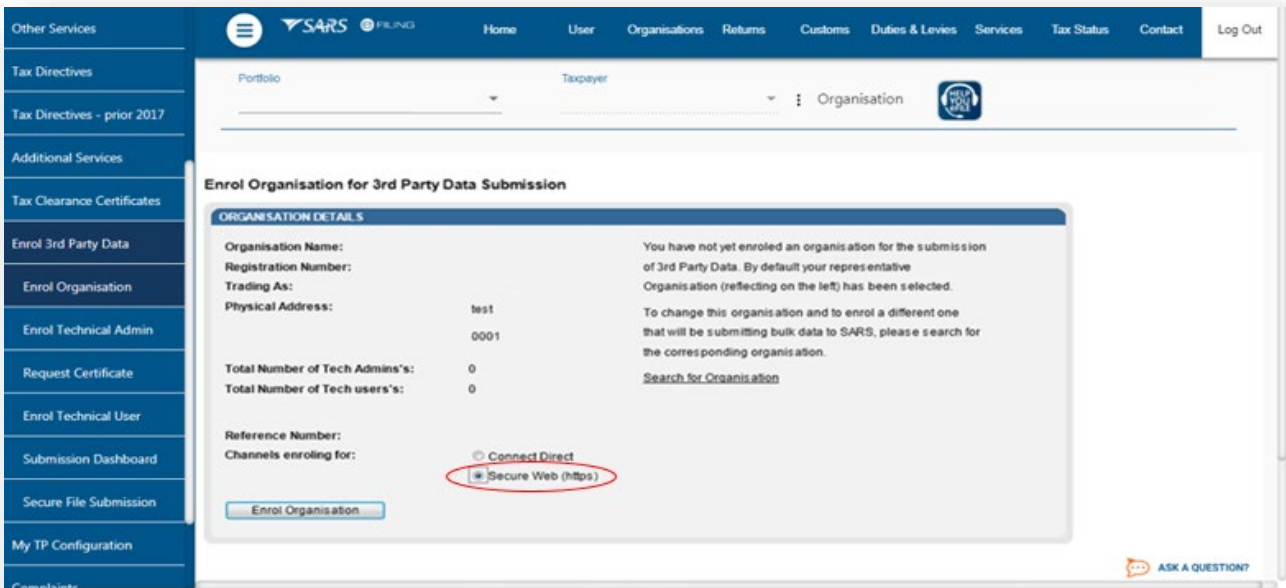 Other Services
Tax Directives
Tax Directives - prior 2017
Additional Services
Tax Clearance Certificates
Enrol 3rd Party Data
Enrol Organisation
Enrol Technical Admin
Request Certificate
Enrol Technical User
Submission Dashboard
Secure File Submission
My TP Configuration
Complaints
SARS e FILING
Home User Organisations Returns Customs Duties & Levies Services Tax Status Contact Log Out
Portfolio Taxpayer
Organisation
HELP YOU eFILE
Enrol Organisation for 3rd Party Data Submission
ORGANISATION DETAILS
Organisation Name:
Registration Number:
Trading As:
Physical Address: test
0001
Total Number of Tech Admins's: 0
Total Number of Tech users's: 0
Reference Number:
Channels enroling for: Connect Direct
Secure Web (https)
Enrol Organisation
You have not yet enroled an organisation for the submission
of 3rd Party Data. By default your representative
Organisation (reflecting on the left) has been selected.
To change this organisation and to enrol a different one
that will be submitting bulk data to SARS, please search for
the corresponding organisation.
Search for Organisation
ASK A QUESTION?